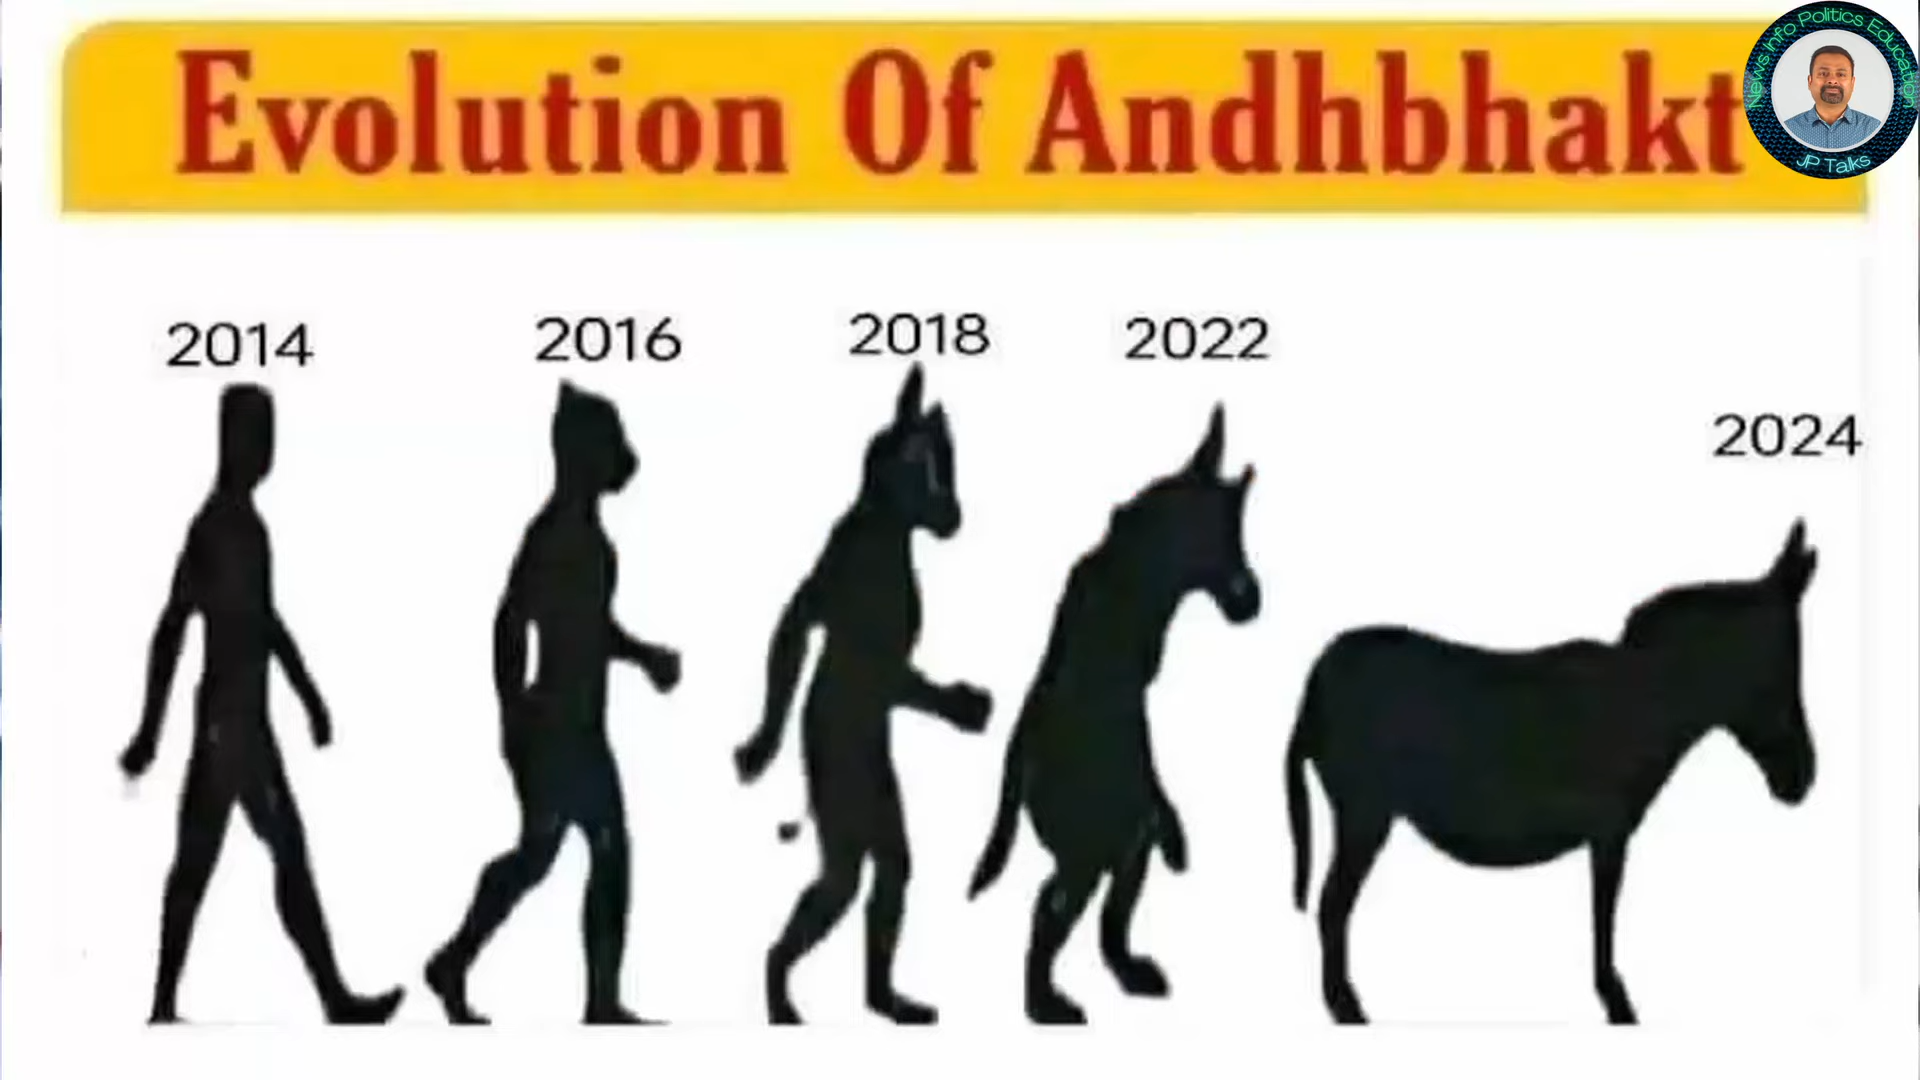 Evolution Of Andhbhakt
News Info Politics Education
JP Talks
2014
2016
2018
2022
2024